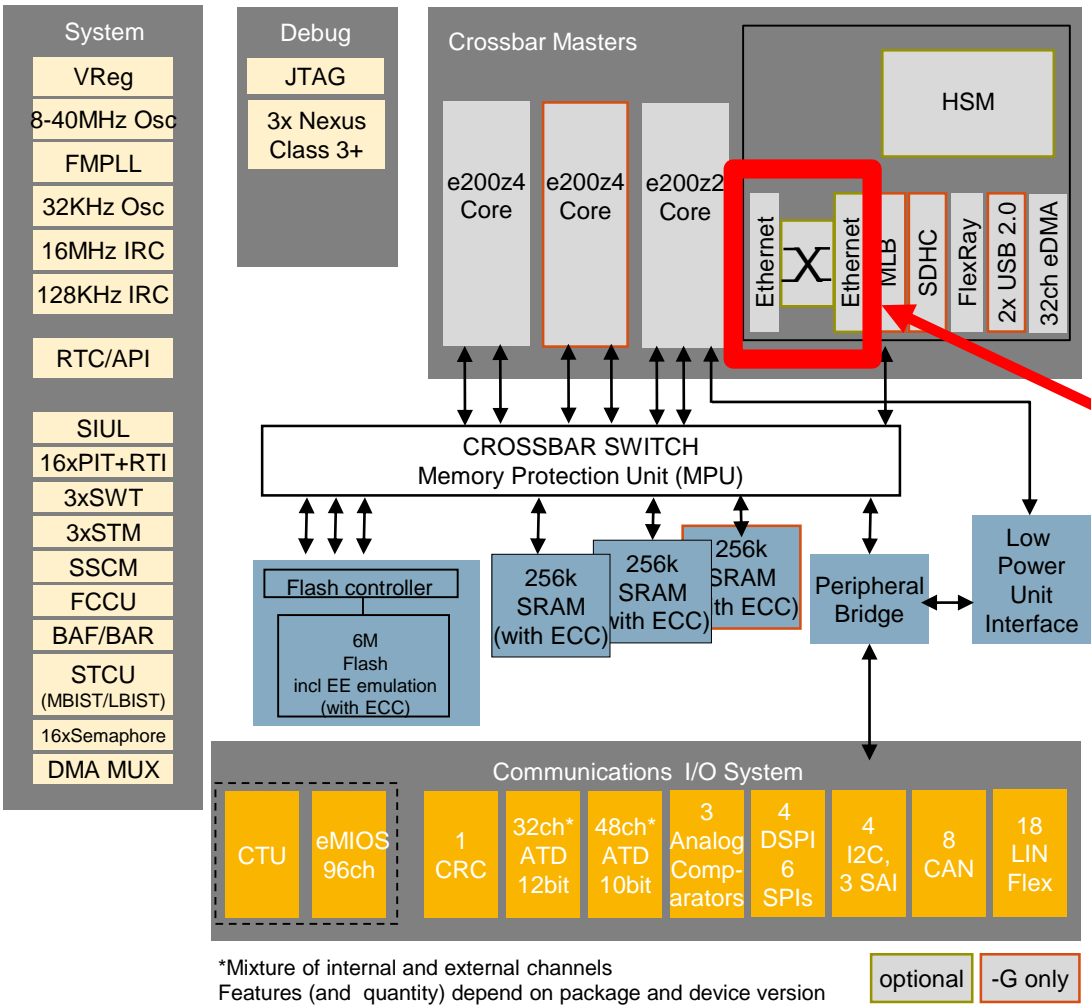 System
VReg
8-40MHz Osc
FMPLL
32KHz Osc
16MHz IRC
128KHz IRC
RTC/API
SIUL
16xPIT+RTI
3xSWT
3xSTM
SSCM
FCCU
BAF/BAR
STCU
(MBIST/LBIST)
16xSemaphore
DMA MUX
Debug
JTAG
3x Nexus
Class 3+
Crossbar Masters
e200z4
Core
e200z4
Core
e200z2
Core
HSM
Ethernet
Ethernet
MLB
SDHC
FlexRay
2x USB 2.0
32ch eDMA
CROSSBAR SWITCH
Memory Protection Unit (MPU)
Flash controller
6M
Flash
incl EE emulation
(with ECC)
256k
SRAM
(with ECC)
256k
SRAM
with ECC)
256k
SRAM
th ECC)
Peripheral
Bridge
Low
Power
Unit
Interface
Communications I/O System
CTU
eMIOS
96ch
1
CRC
32ch*
ATD
12bit
48ch*
ATD
10bit
3
Analog
Comp-
arators
4
DSPI
6
SPIs
4
I2C,
3 SAI
8
CAN
18
LIN
Flex
*Mixture of internal and external channels
Features (and quantity) depend on package and device version
optional
-G only